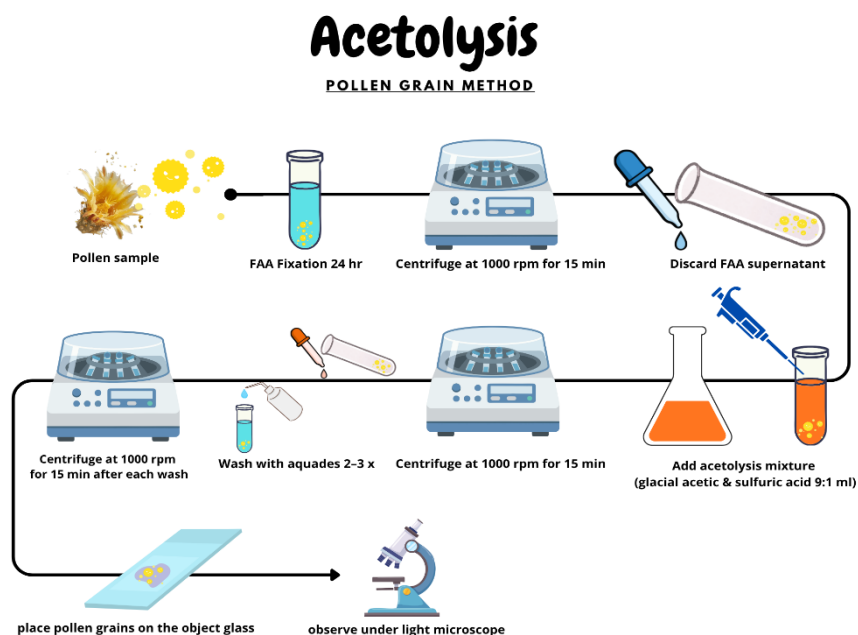 Acetolysis
POLLEN GRAIN METHOD
Pollen sample
FAA Fixation 24 hr
Centrifuge at 1000 rpm for 15 min
Discard FAA supernatant
Add acetolysis mixture
(glacial acetic & sulfuric acid 9:1 ml)
Centrifuge at 1000 rpm for 15 min
Wash with aquades 2–3 x
Centrifuge at 1000 rpm
for 15 min after each wash
place pollen grains on the object glass
observe under light microscope